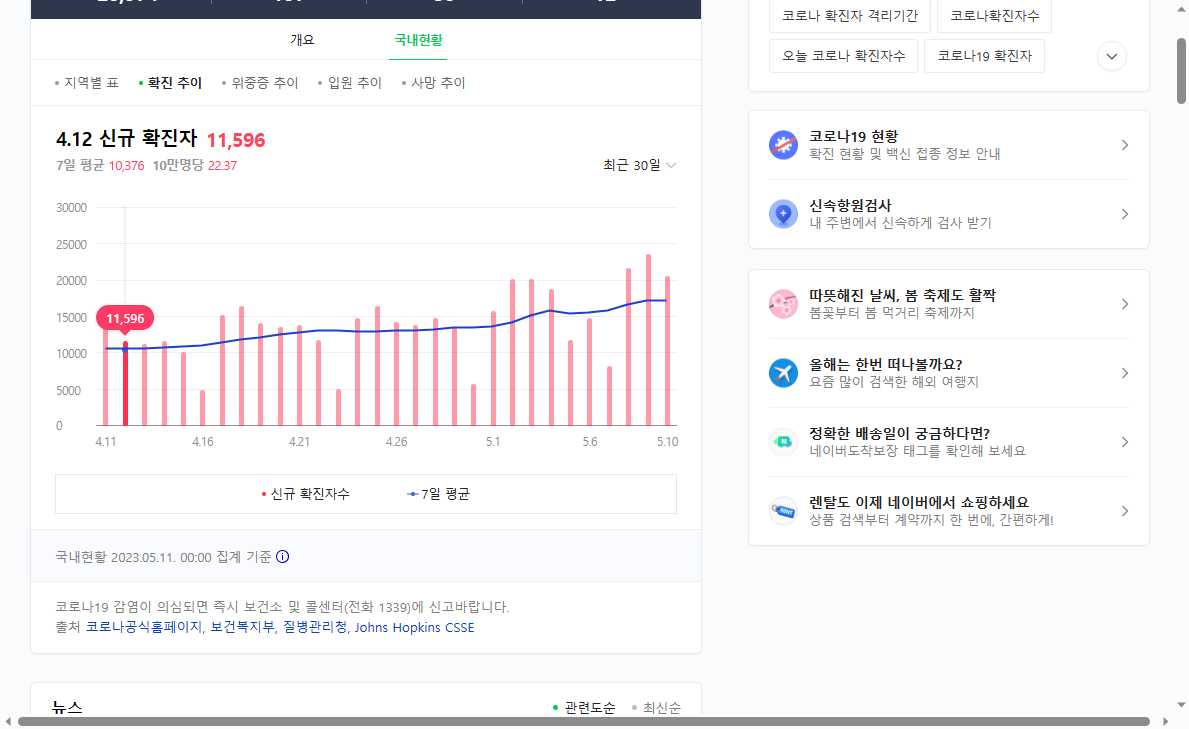 개요 국내현황
지역별 표 확진 추이 위중증 추이 입원 추이 사망 추이
4.12 신규 확진자 11,596
7일 평균 10,376 10만명당 22.37
최근 30일
30000
25000
20000
15000
10000
5000
0
11,596
4.11 4.16 4.21 4.26 5.1 5.6 5.10
신규 확진자수 7일 평균
국내현황 2023.05.11. 00:00 집계 기준
코로나19 감염이 의심되면 즉시 보건소 및 콜센터(전화 1339)에 신고바랍니다.
출처 코로나공식홈페이지, 보건복지부, 질병관리청, Johns Hopkins CSSE
뉴스
관련도순 최신순
코로나 확진자 격리기간 코로나확진자수
오늘 코로나 확진자수 코로나19 확진자
코로나19 현황
확진 현황 및 백신 접종 정보 안내
신속항원검사
내 주변에서 신속하게 검사 받기
따뜻해진 날씨, 봄 축제도 활짝
봄꽃부터 봄 먹거리 축제까지
올해는 한번 떠나볼까요?
요즘 많이 검색한 해외 여행지
정확한 배송일이 궁금하다면?
네이버도착보장 태그를 확인해 보세요
렌탈도 이제 네이버에서 쇼핑하세요
상품 검색부터 계약까지 한 번에, 간편하게!